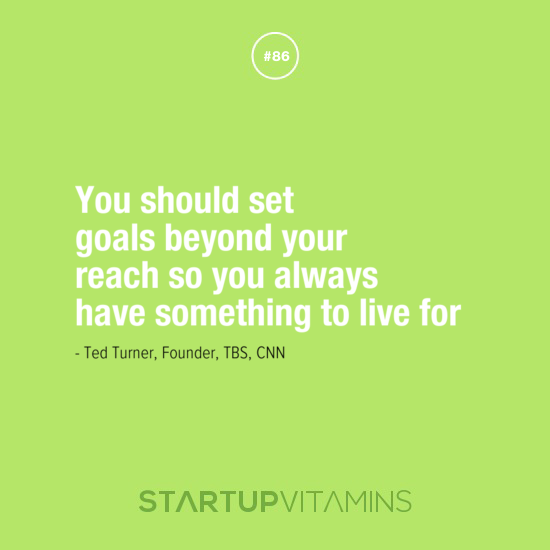 #86
You should set
goals beyond your
reach so you always
have something to live for
- Ted Turner, Founder, TBS, CNN
STARTUPVITAMINS